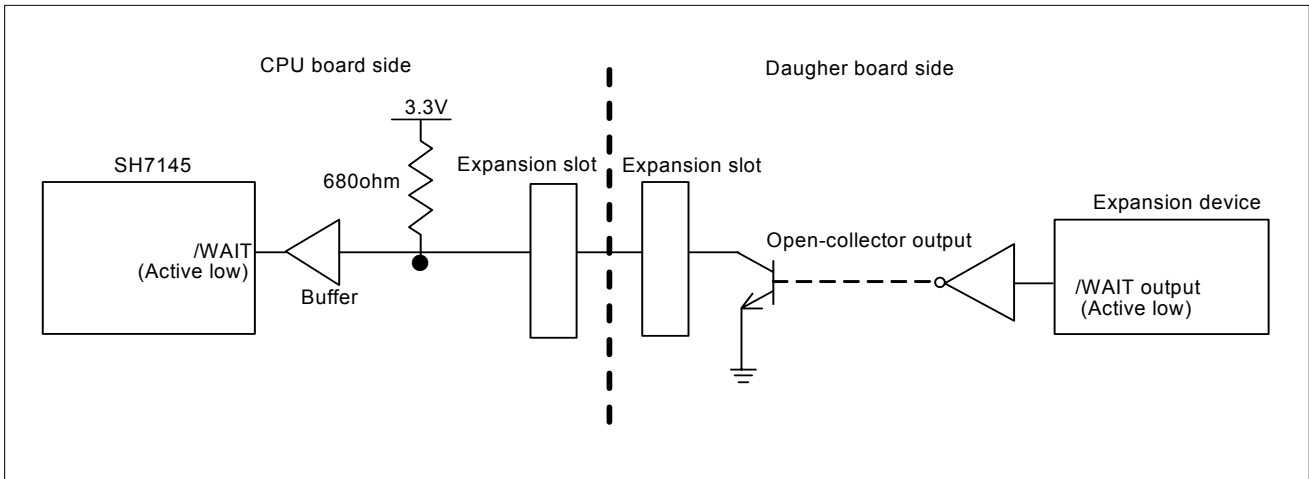 CPU board side
Daugher board side
3.3V
SH7145
680ohm
Expansion slot
Expansion slot
Expansion device
/WAIT
(Active low)
Buffer
Open-collector output
/WAIT output
(Active low)